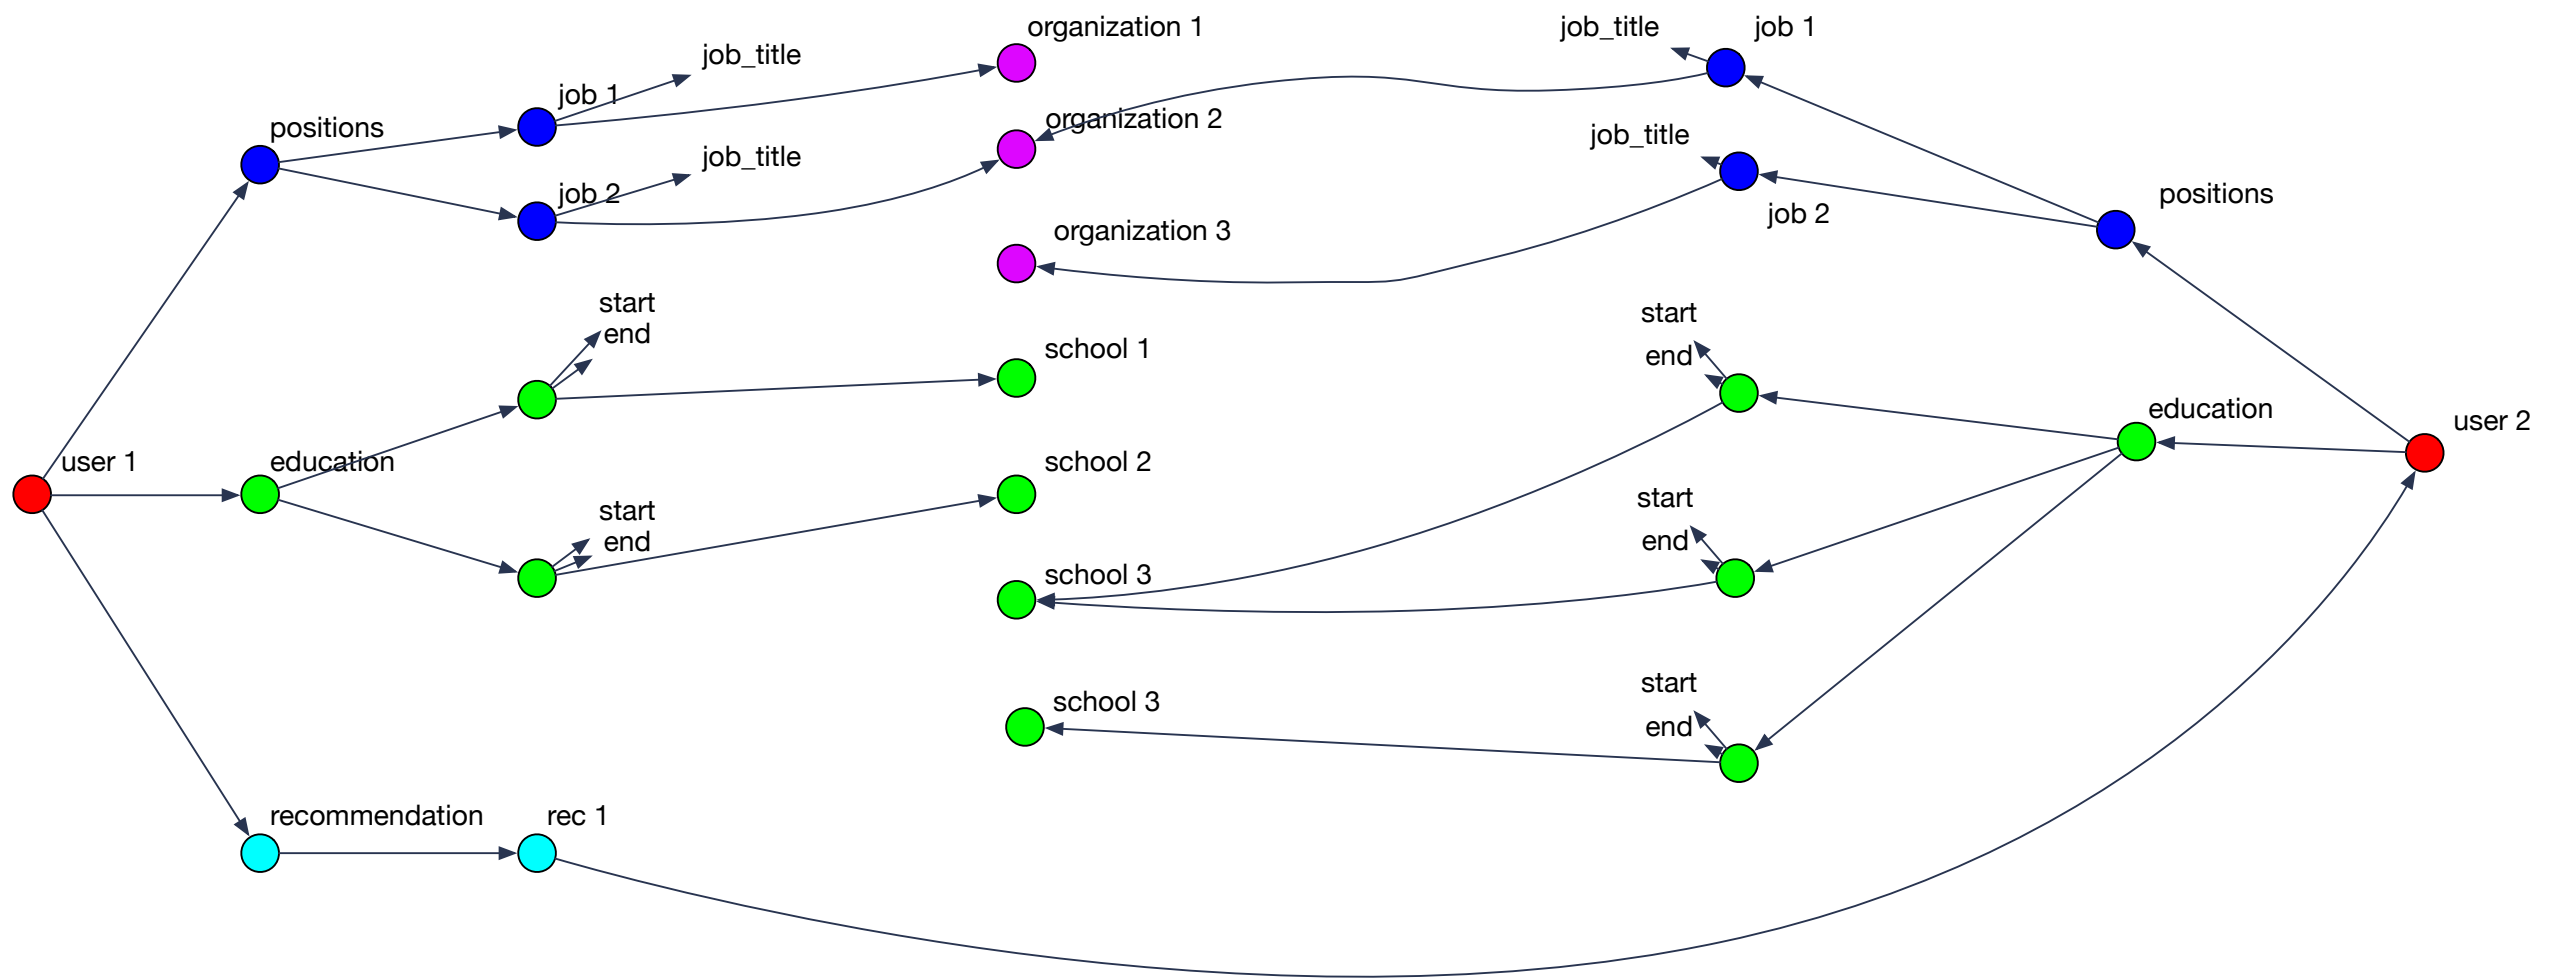 organization 1
job_title
job 1
job_title
job 1
organization 2
positions
job_title
job_title
job 2
positions
job 2
organization 3
start
end
start
end
school 1
education
user 2
user 1
education
school 2
start
end
start
end
school 3
start
end
school 3
recommendation
rec 1